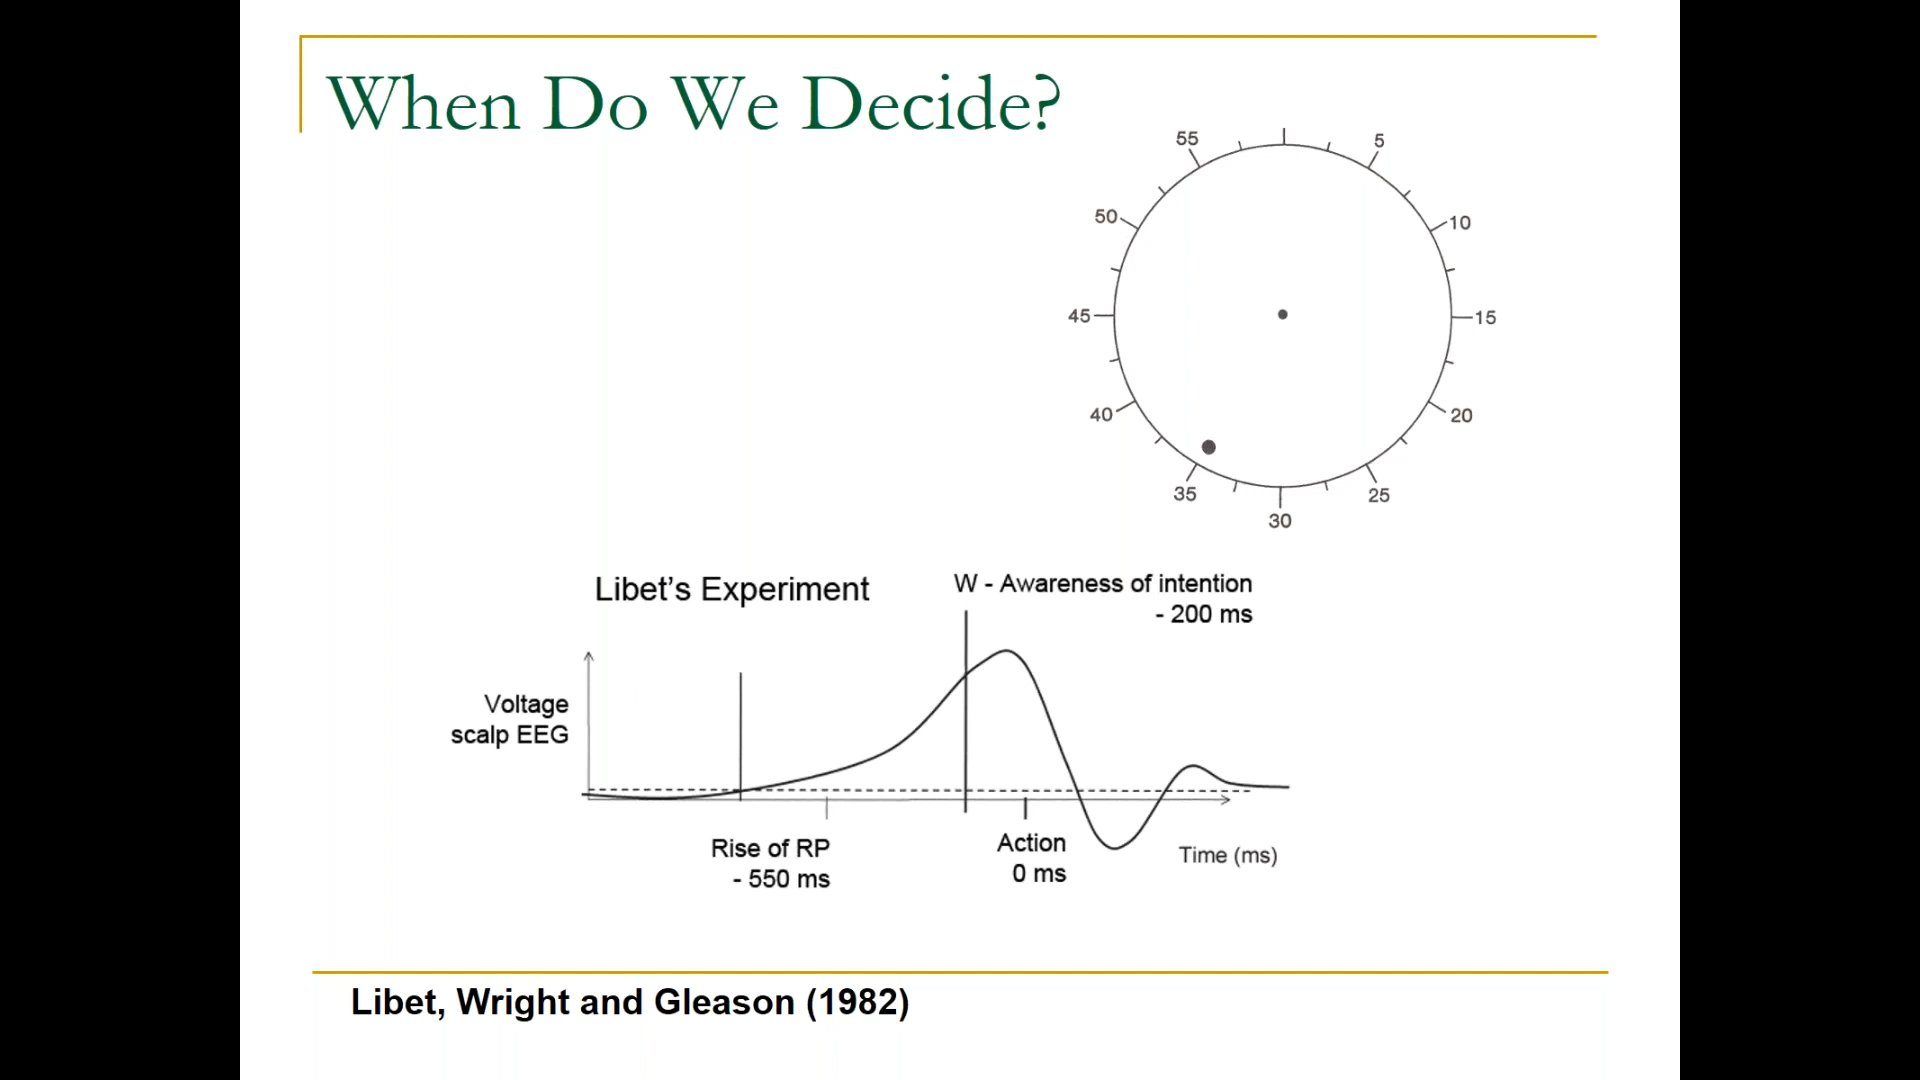 When Do We Decide?
55
5
50
10
45
15
40
20
35
25
30
Libet's Experiment
W - Awareness of intention
- 200 ms
Voltage
scalp EEG
Rise of RP
- 550 ms
Action
0 ms
Time (ms)
Libet, Wright and Gleason (1982)